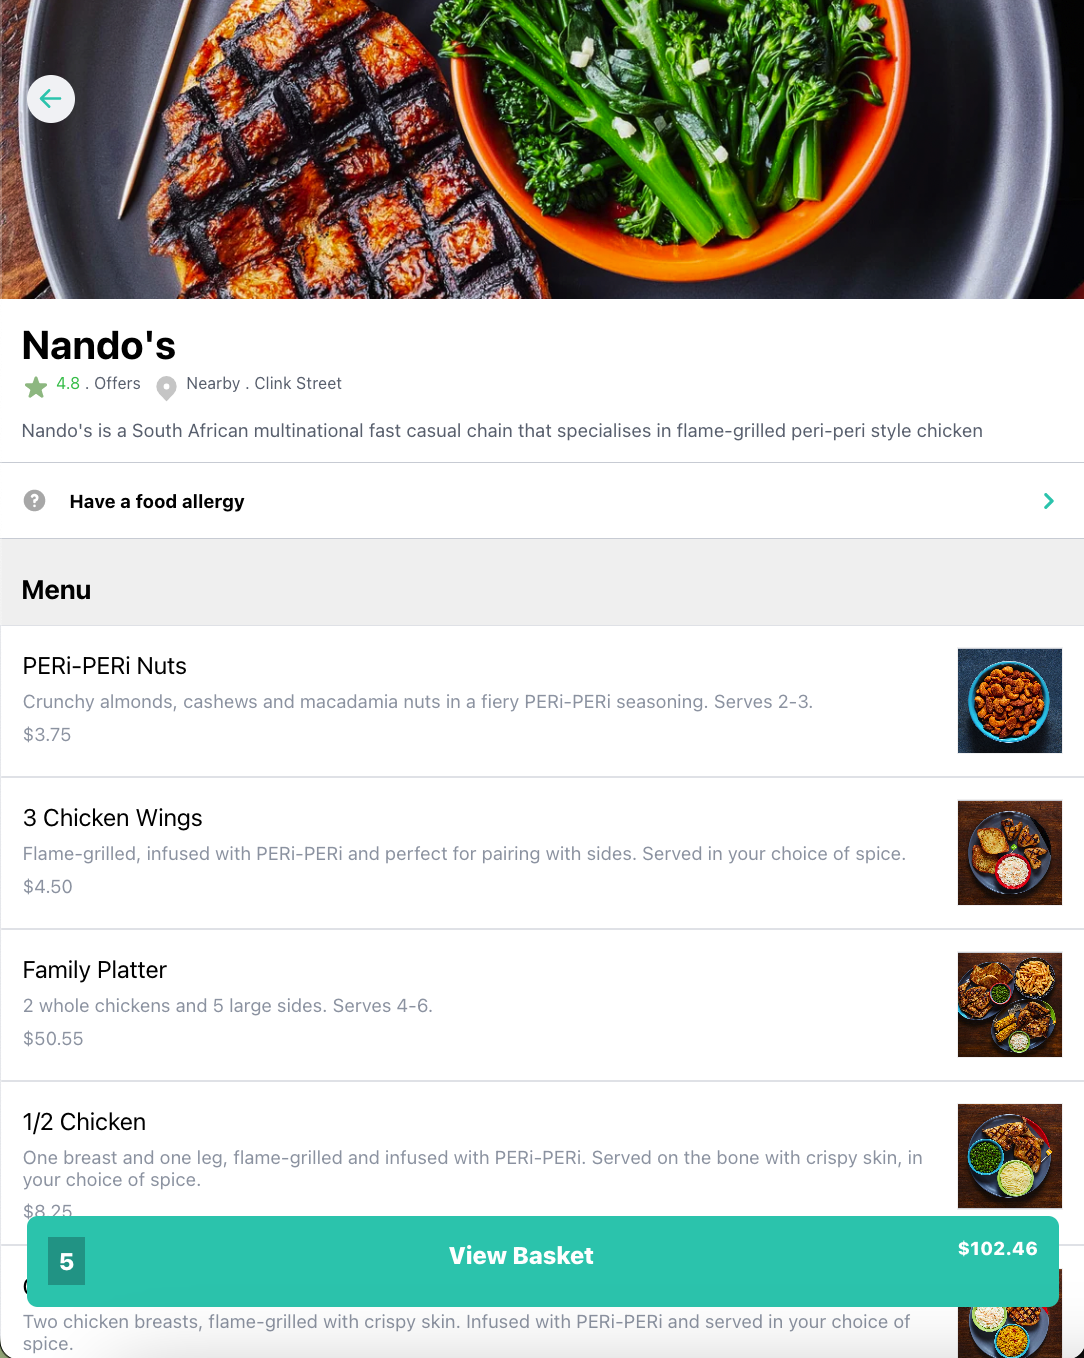 Nando's
4.8 . Offers
Nearby . Clink Street
Nando's is a South African multinational fast casual chain that specialises in flame-grilled peri-peri style chicken
Have a food allergy
Menu
PERi-PERi Nuts
Crunchy almonds, cashews and macadamia nuts in a fiery PERi-PERi seasoning. Serves 2-3.
$3.75
3 Chicken Wings
Flame-grilled, infused with PERi-PERi and perfect for pairing with sides. Served in your choice of spice.
$4.50
Family Platter
2 whole chickens and 5 large sides. Serves 4-6.
$50.55
1/2 Chicken
One breast and one leg, flame-grilled and infused with PERi-PERi. Served on the bone with crispy skin, in
your choice of spice.
$8.25
5
View Basket
$102.46
Two chicken breasts, flame-grilled with crispy skin. Infused with PERi-PERi and served in your choice of
spice.